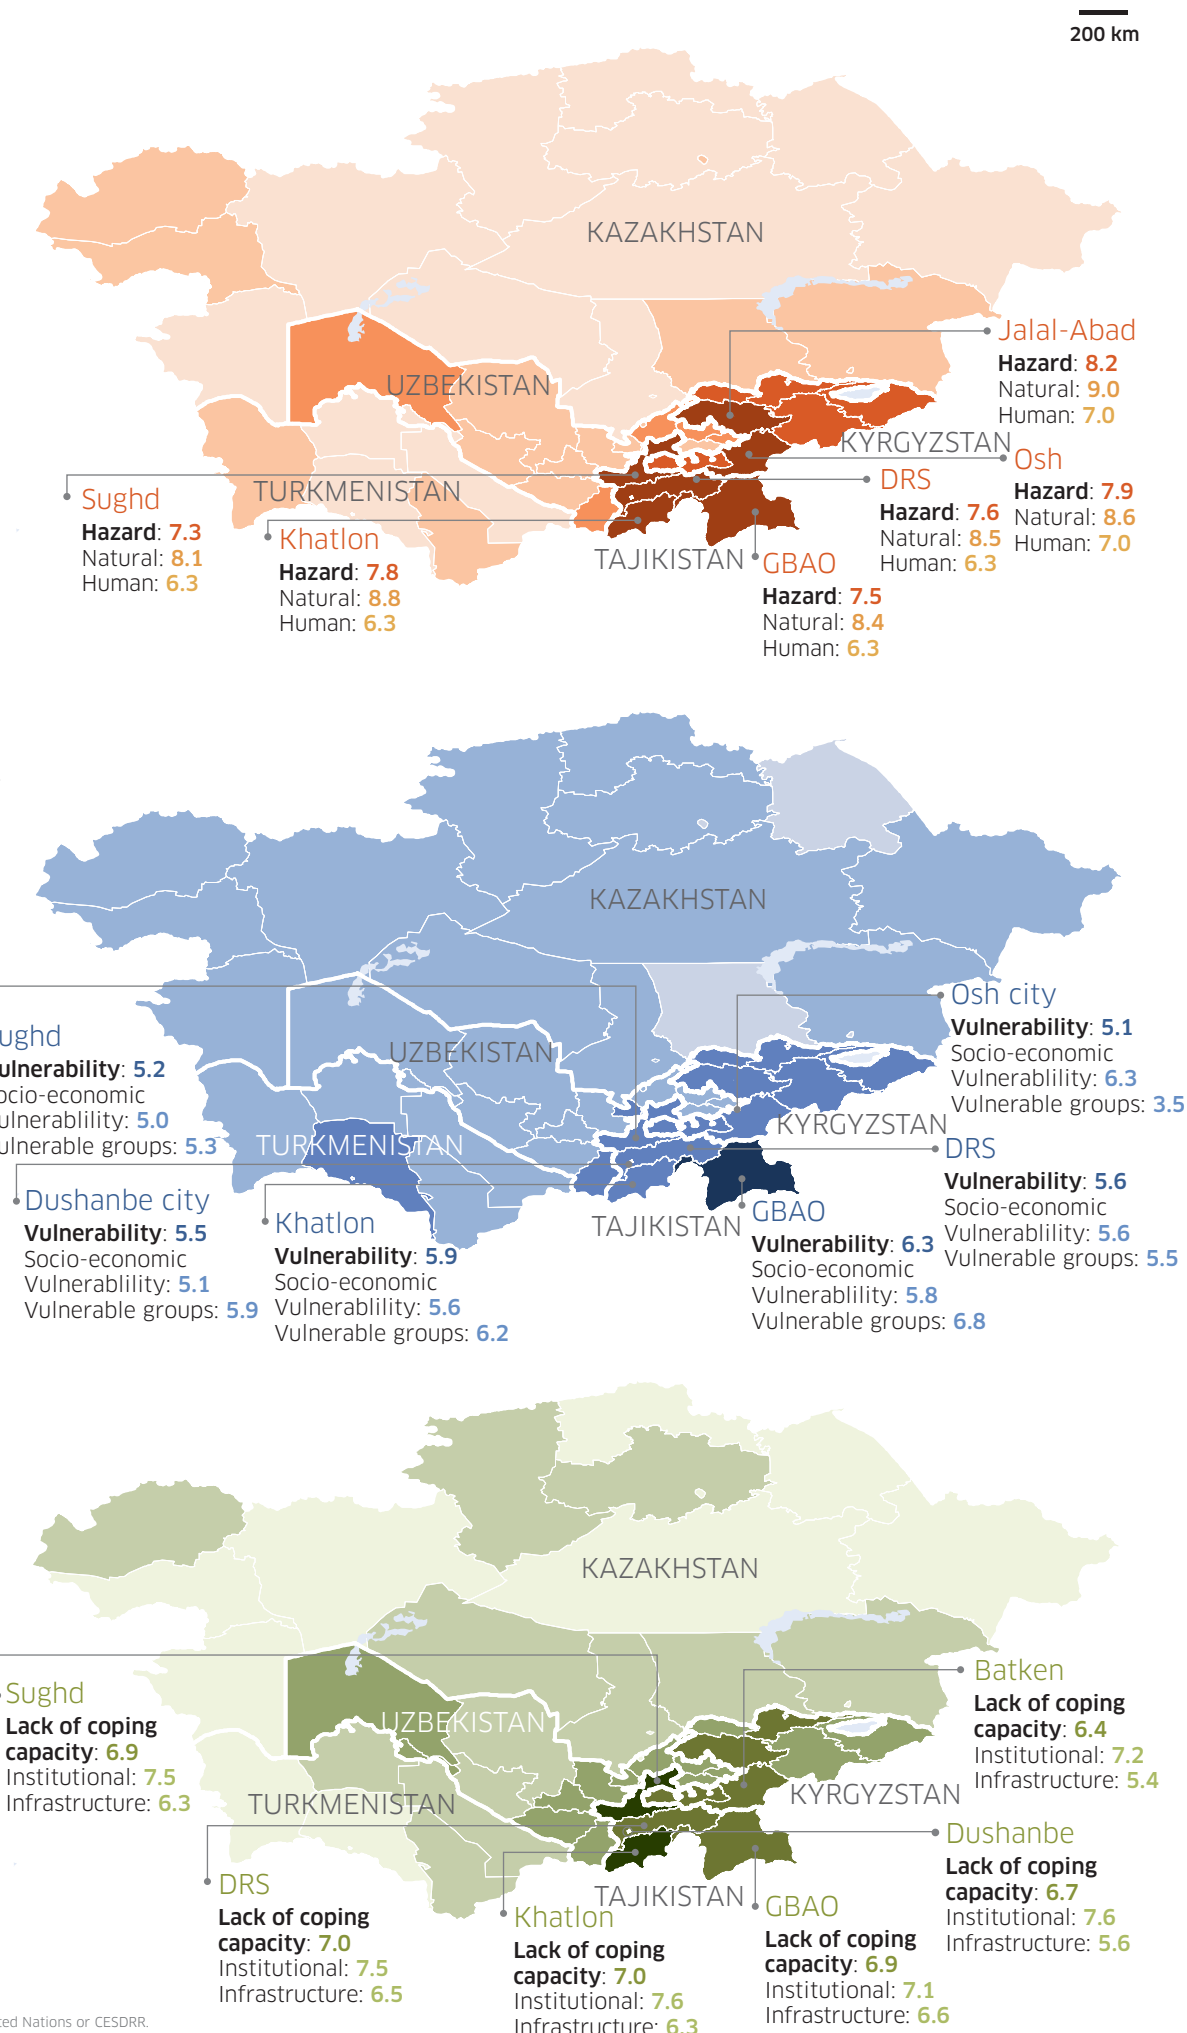 200 km
KAZAKHSTAN
UZBEKISTAN
TURKMENISTAN
KYRGYZSTAN
TAJIKISTAN
Jalal-Abad
Hazard: 8.2
Natural: 9.0
Human: 7.0
Osh
Hazard: 7.9
Natural: 8.6
Human: 7.0
DRS
Hazard: 7.6
Natural: 8.5
Human: 6.3
Sughd
Hazard: 7.3
Natural: 8.1
Human: 6.3
Khatlon
Hazard: 7.8
Natural: 8.8
Human: 6.3
GBAO
Hazard: 7.5
Natural: 8.4
Human: 6.3
KAZAKHSTAN
UZBEKISTAN
TURKMENISTAN
KYRGYZSTAN
TAJIKISTAN
Osh city
Vulnerability: 5.1
Socio-economic
Vulnerablility: 6.3
Vulnerable groups: 3.5
ughd
ulnerability: 5.2
ocio-economic
ulnerablility: 5.0
ulnerable groups: 5.3
DRS
Vulnerability: 5.6
Socio-economic
Vulnerablility: 5.6
Vulnerable groups: 5.5
Dushanbe city
Vulnerability: 5.5
Socio-economic
Vulnerablility: 5.1
Vulnerable groups: 5.9
Khatlon
Vulnerability: 5.9
Socio-economic
Vulnerablility: 5.6
Vulnerable groups: 6.2
GBAO
Vulnerability: 6.3
Socio-economic
Vulnerablility: 5.8
Vulnerable groups: 6.8
KAZAKHSTAN
UZBEKISTAN
TURKMENISTAN
KYRGYZSTAN
TAJIKISTAN
Sughd
Lack of coping
capacity: 6.9
Institutional: 7.5
Infrastructure: 6.3
Batken
Lack of coping
capacity: 6.4
Institutional: 7.2
Infrastructure: 5.4
Dushanbe
Lack of coping
capacity: 6.7
Institutional: 7.6
Infrastructure: 5.6
DRS
Lack of coping
capacity: 7.0
Institutional: 7.5
Infrastructure: 6.5
Khatlon
Lack of coping
capacity: 7.0
Institutional: 7.6
Infrastructure: 6.3
GBAO
Lack of coping
capacity: 6.9
Institutional: 7.1
Infrastructure: 6.6
ted Nations or CESDRR.